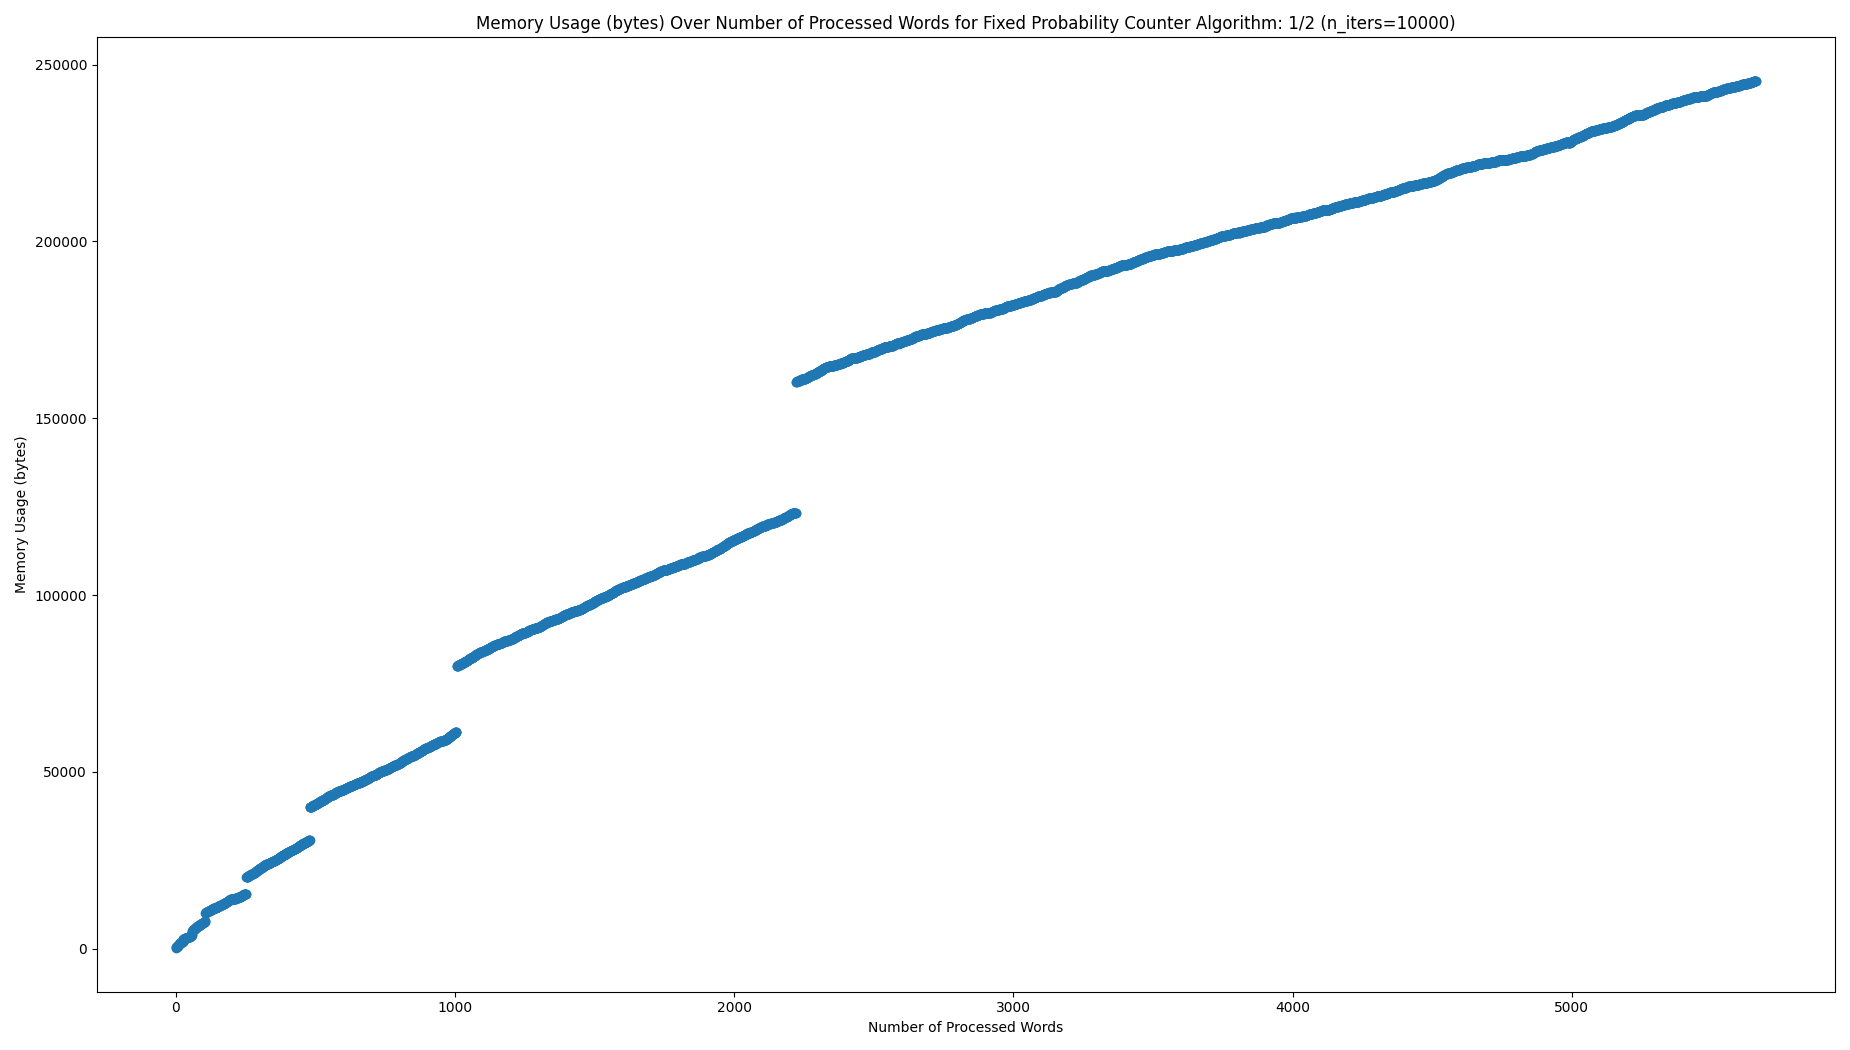 Memory Usage (bytes) Over Number of Processed Words for Fixed Probability Counter Algorithm: 1/2 (n_iters=10000)
250000
200000
150000
100000
50000
0
Memory Usage (bytes)
0 1000 2000 3000 4000 5000
Number of Processed Words